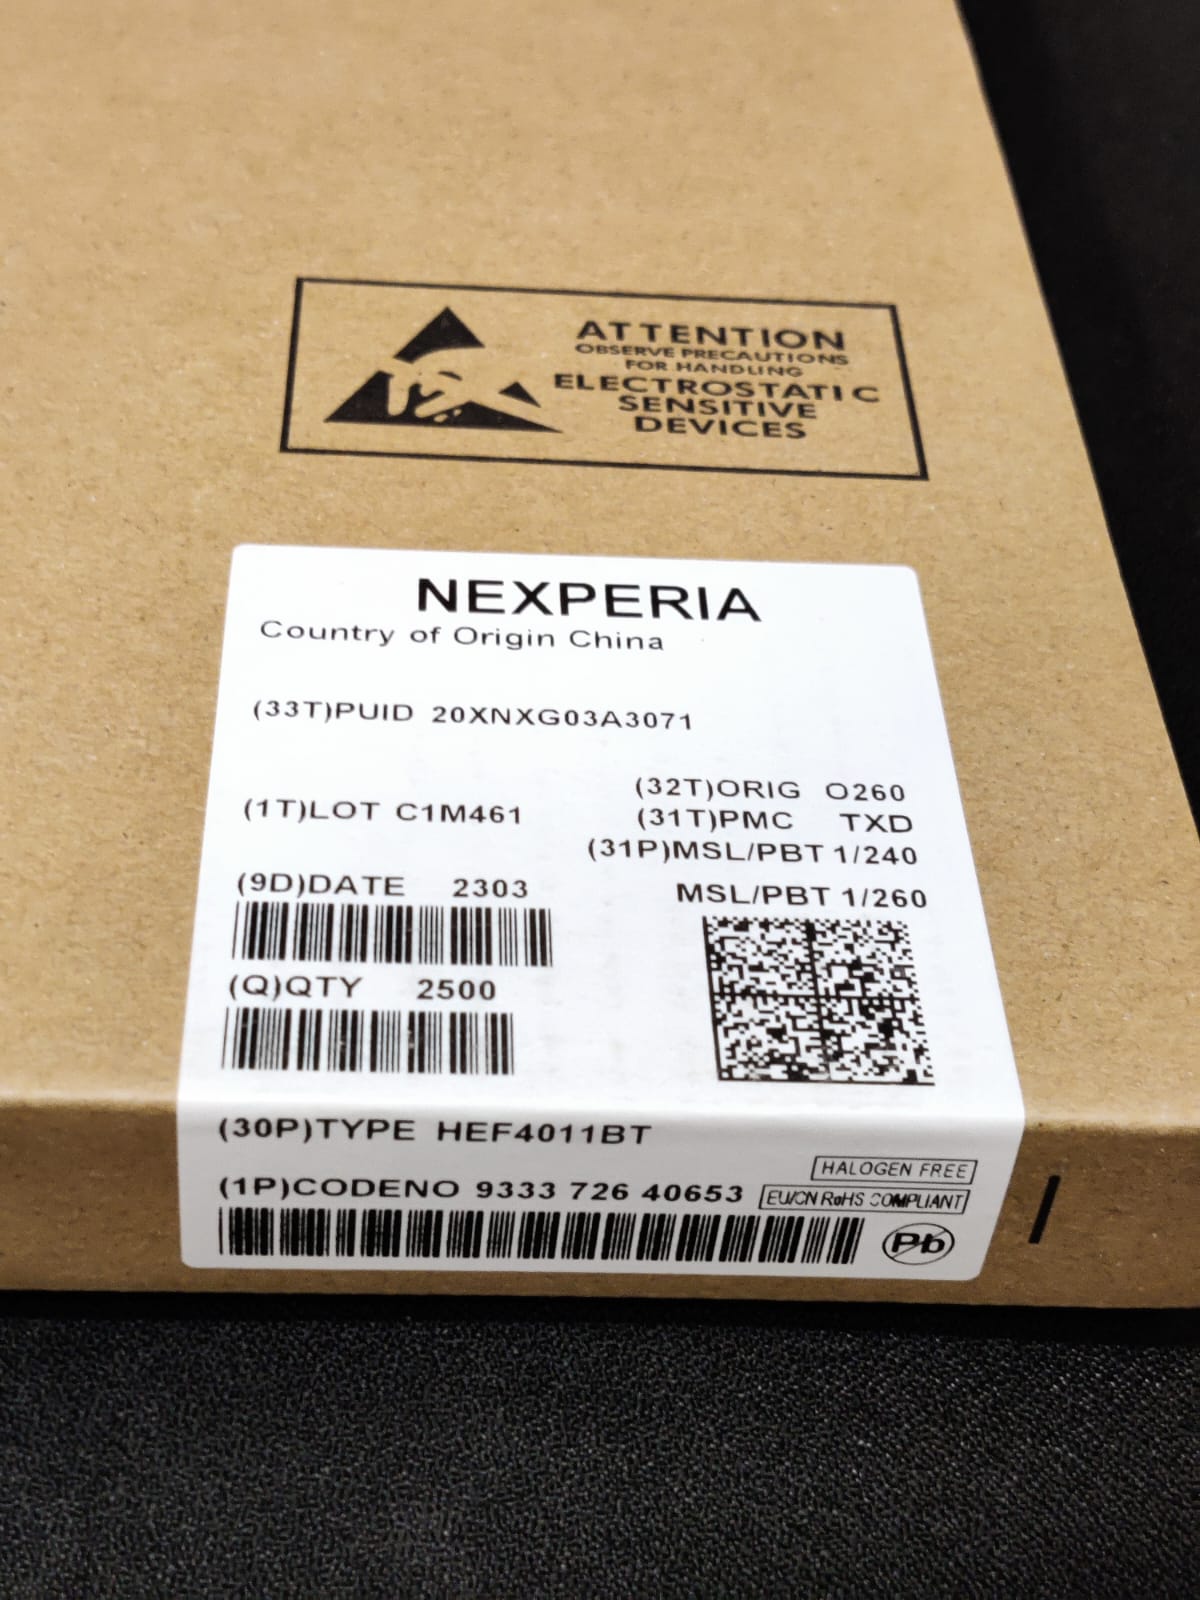 ATTENTION
OBSERVE PRECAUTIONS
FOR HANDLING
ELECTROSTATIC
SENSITIVE
DEVICES
NEXPERIA
Country of Origin China
(33T)PUID 20XNXG03A3071
(32T)ORIG O260
(1T)LOT C1M461
(31T)PMC TXD
(31P)MSL/PBT 1/240
(9D)DATE 2303
MSL/PBT 1/260
(Q)QTY 2500
(30P)TYPE HEF4011BT
HALOGEN FREE
(1P)CODENO 9333 726 40653
EU/CN RoHS COMPLIANT
Pb